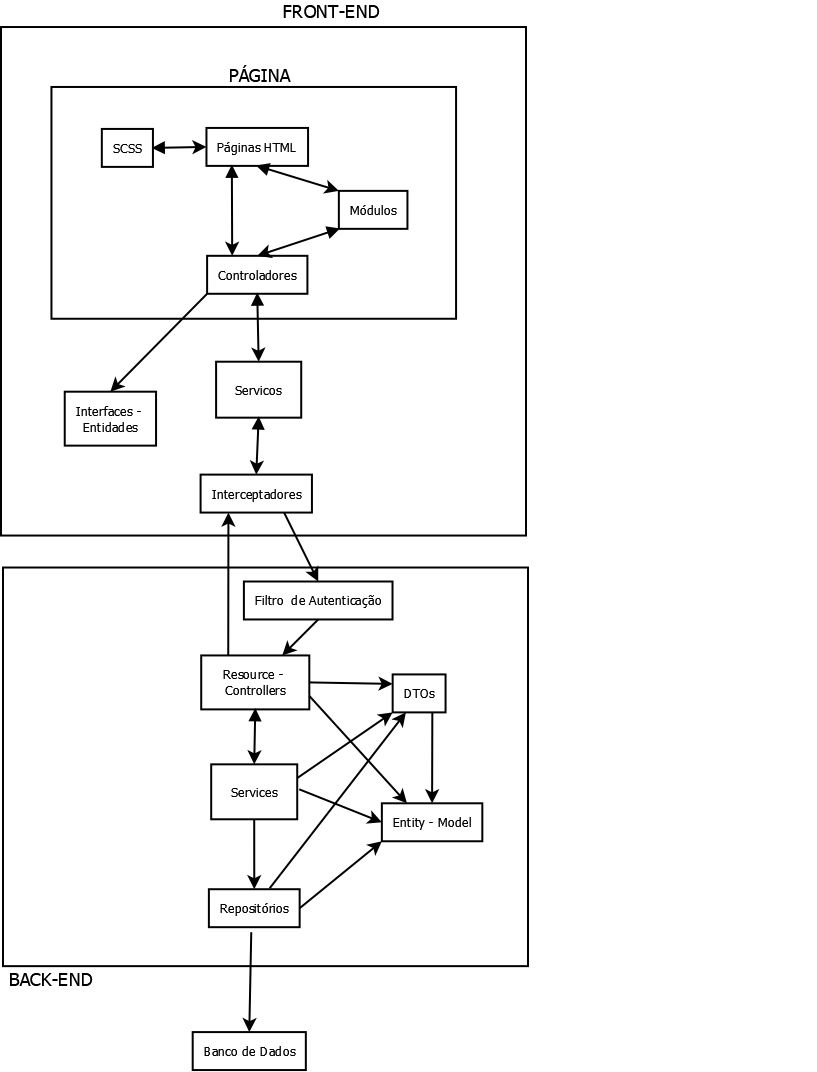 FRONT-END
PÁGINA
SCSS
Páginas HTML
Módulos
Controladores
Servicos
Interfaces -
Entidades
Interceptadores
Filtro de Autenticação
Resource -
Controllers
DTOs
Services
Entity - Model
Repositórios
BACK-END
Banco de Dados